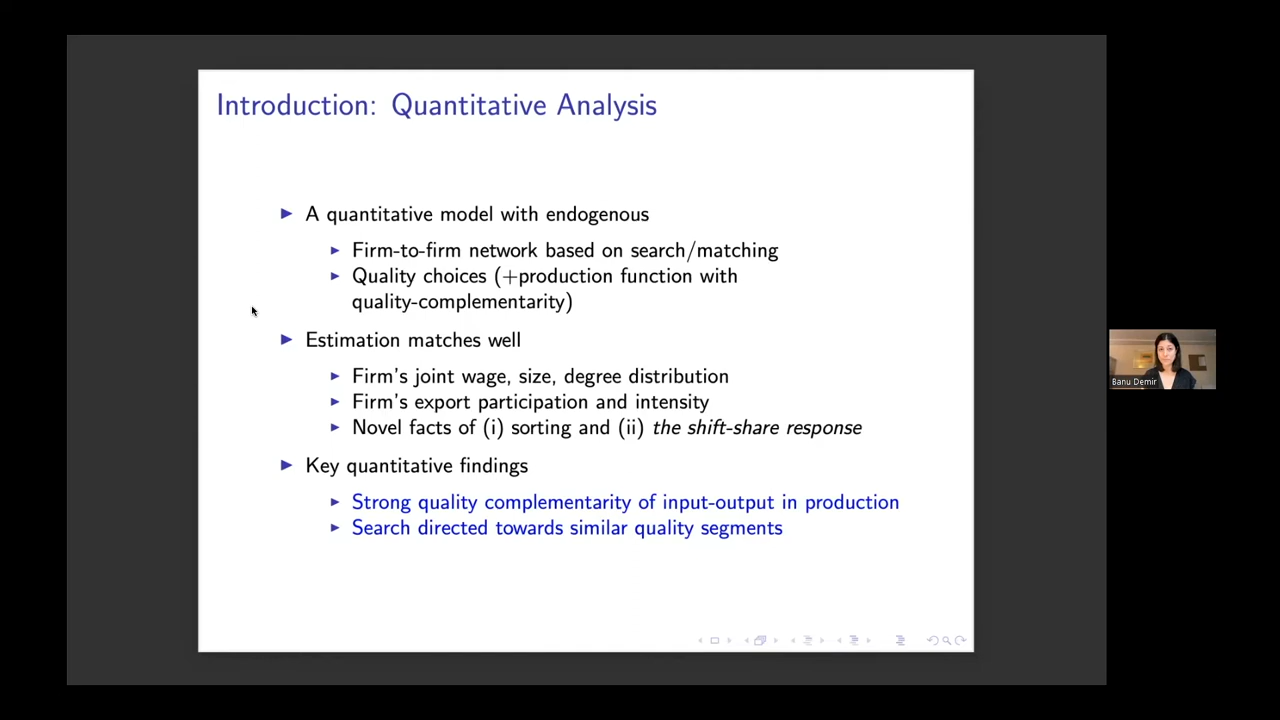 Introduction: Quantitative Analysis
A quantitative model with endogenous
Firm-to-firm network based on search/matching
Quality choices (+production function with
quality-complementarity)
Estimation matches well
Firm's joint wage, size, degree distribution
Firm's export participation and intensity
Novel facts of (i) sorting and (ii) the shift-share response
Key quantitative findings
Strong quality complementarity of input-output in production
Search directed towards similar quality segments
Banu Demir